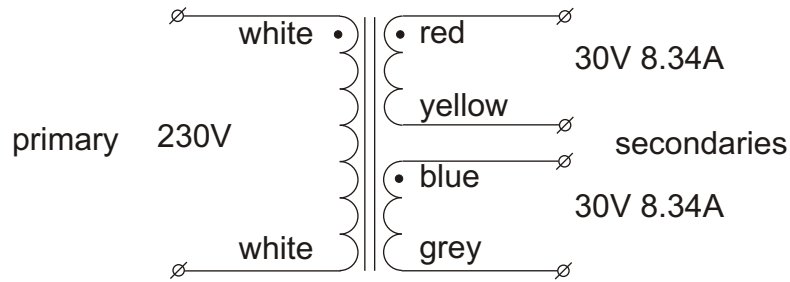 white
red
30V 8.34A
yellow
primary 230V
secondaries
blue
30V 8.34A
white
grey